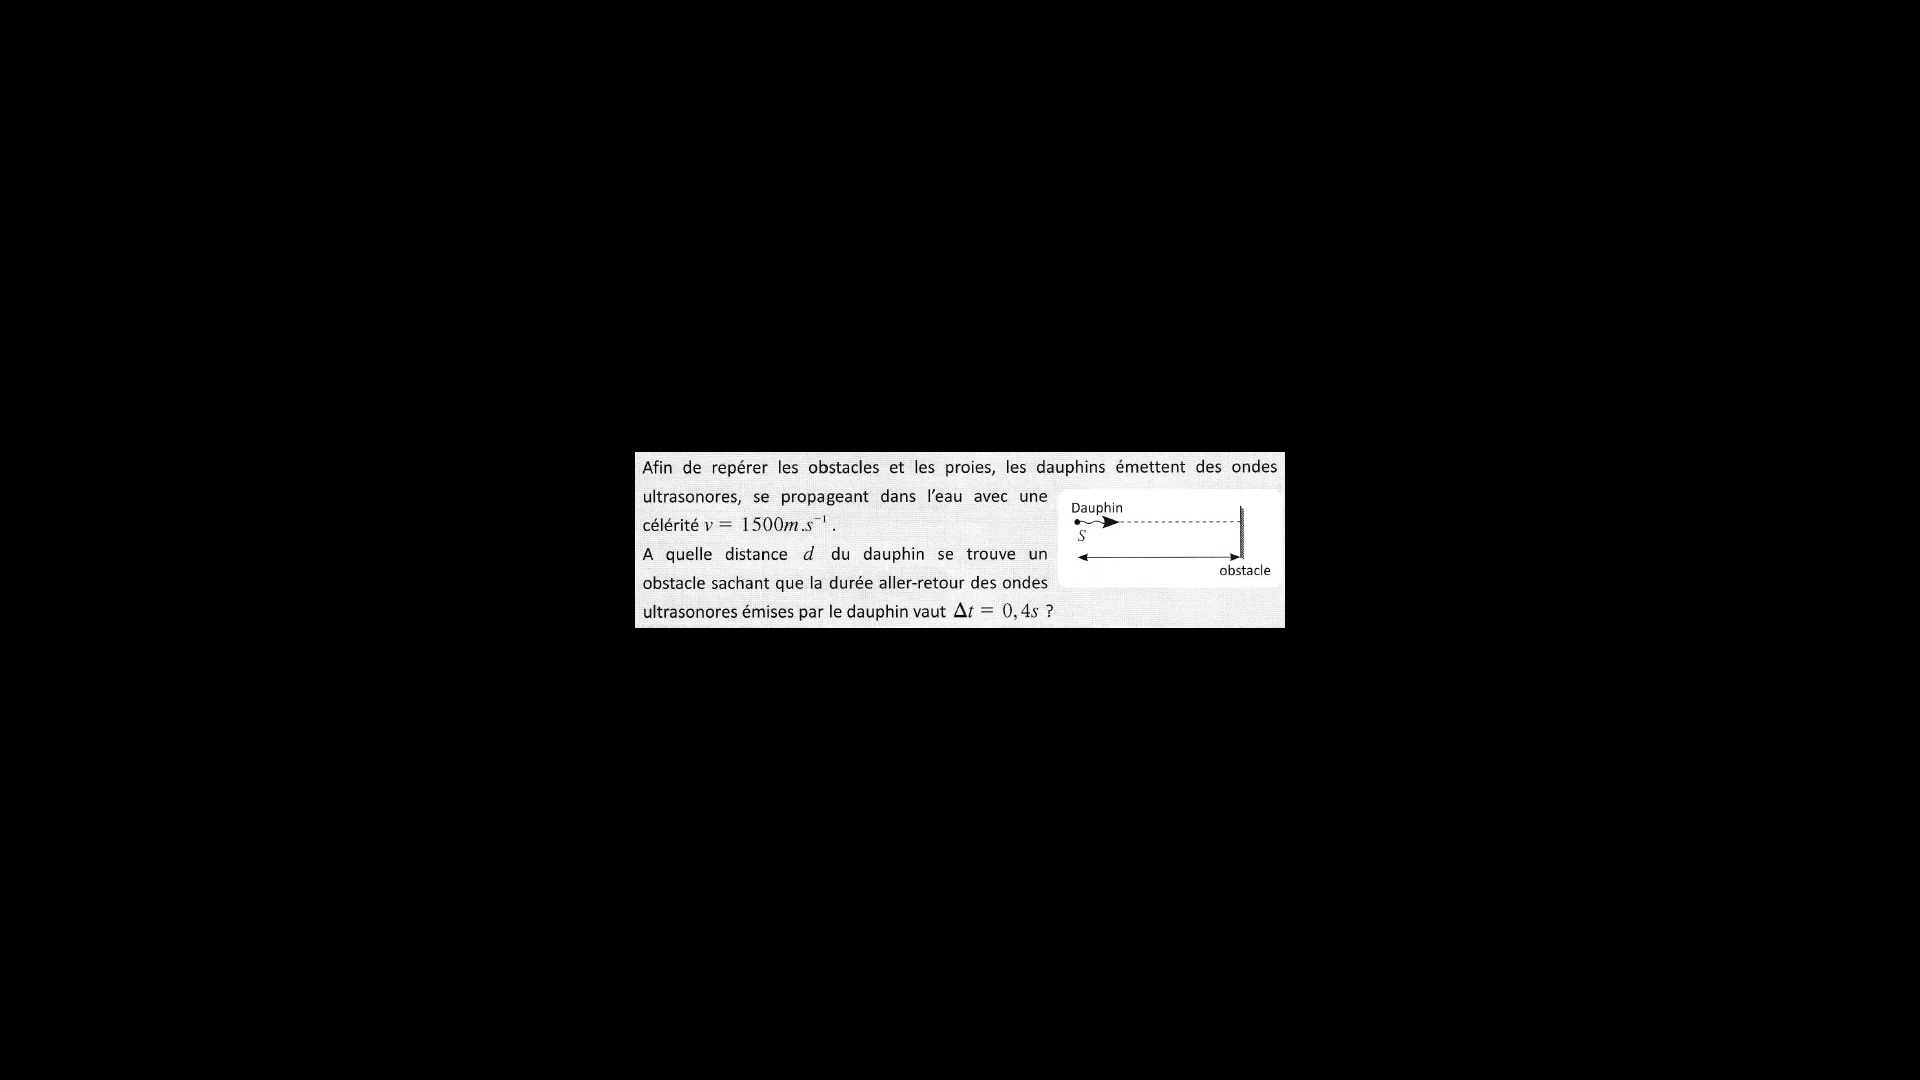 Afin de repérer les obstacles et les proies, les dauphins émettent des ondes
ultrasonores, se propageant dans l'eau avec une
célérité v = 1500m.s⁻¹ .
A quelle distance d du dauphin se trouve un
obstacle sachant que la durée aller-retour des ondes
ultrasonores émises par le dauphin vaut Δt = 0,4s ?
Dauphin
S
obstacle